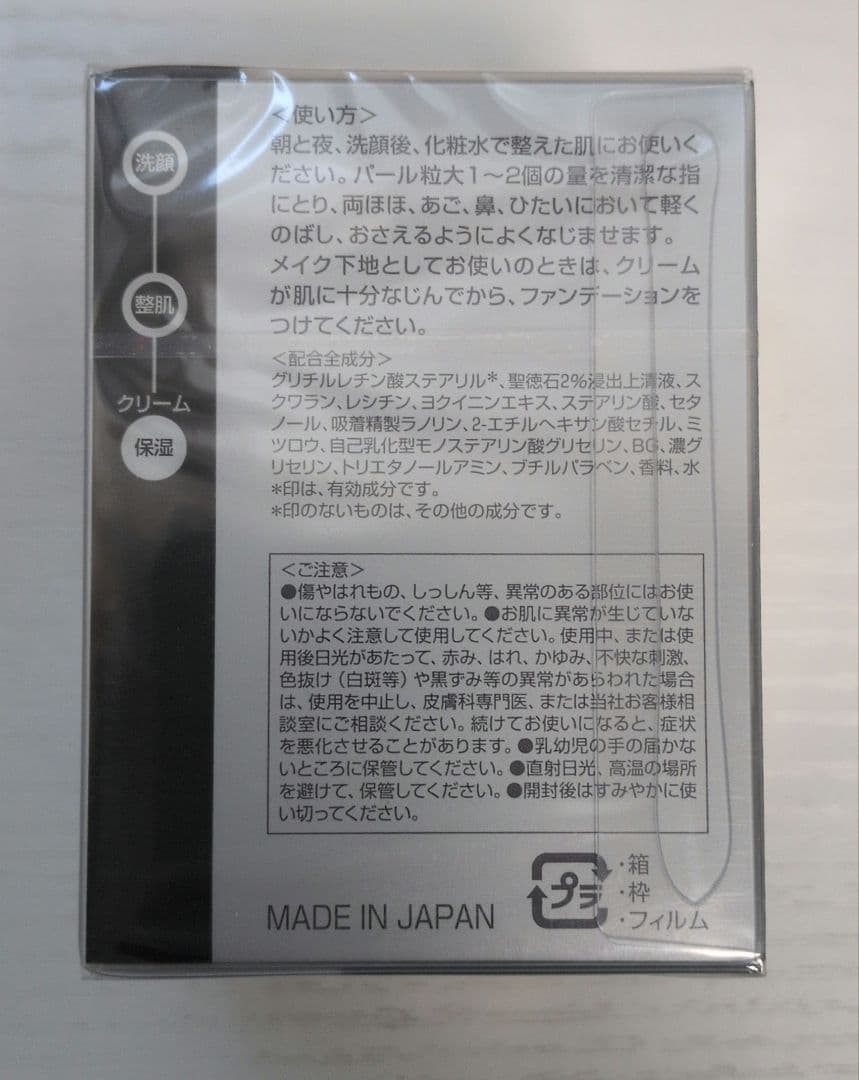 洗顔
整肌
クリーム
保湿
＜使い方＞
朝と夜、洗顔後、化粧水で整えた肌にお使いく
ださい。パール粒大1～2個の量を清潔な指
にとり、両ほほ、あご、鼻、ひたいにおいて軽く
のばし、おさえるようによくなじませます。
メイク下地としてお使いのときは、クリーム
が肌に十分なじんでから、ファンデーションを
つけてください。
＜配合全成分＞
グリチルレチン酸ステアリル＊、聖徳石2%浸出上清液、ス
クワラン、レシチン、ヨクイニンエキス、ステアリン酸、セタ
ノール、吸着精製ラノリン、2-エチルヘキサン酸セチル、ミ
ツロウ、自己乳化型モノステアリン酸グリセリン、BG、濃グ
リセリン、トリエタノールアミン、ブチルパラベン、香料、水
＊印は、有効成分です。
＊印のないものは、その他の成分です。
＜ご注意＞
●傷やはれもの、しっしん等、異常のある部位にはお使
いにならないでください。●お肌に異常が生じていな
いかよく注意して使用してください。使用中、または使
用後日光があたって、赤み、はれ、かゆみ、不快な刺激、
色抜け（白斑等）や黒ずみ等の異常があらわれた場合
は、使用を中止し、皮膚科専門医、または当社お客様相
談室にご相談ください。続けてお使いになると、症状
を悪化させることがあります。●乳幼児の手の届かな
いところに保管してください。●直射日光、高温の場所
を避けて、保管してください。●開封後はすみやかに使
い切ってください。
MADE IN JAPAN
プラ
・箱
・枠
・フィルム